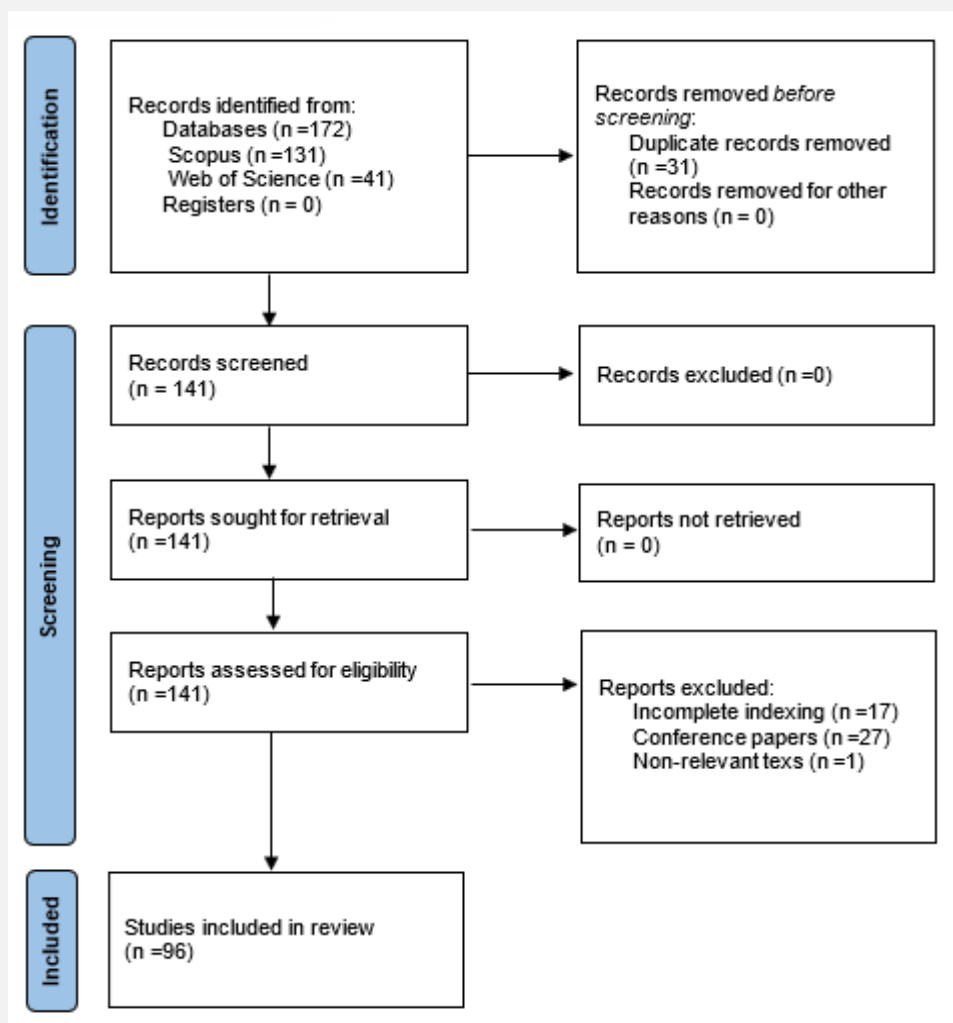 Identification
Records identified from:
Databases (n =172)
Scopus (n =131)
Web of Science (n =41)
Registers (n = 0)
Records removed before
screening:
Duplicate records removed
(n =31)
Records removed for other
reasons (n = 0)
Screening
Records screened
(n = 141)
Records excluded (n =0)
Reports sought for retrieval
(n =141)
Reports not retrieved
(n = 0)
Reports assessed for eligibility
(n =141)
Reports excluded:
Incomplete indexing (n =17)
Conference papers (n =27)
Non-relevant texs (n =1)
Included
Studies included in review
(n =96)